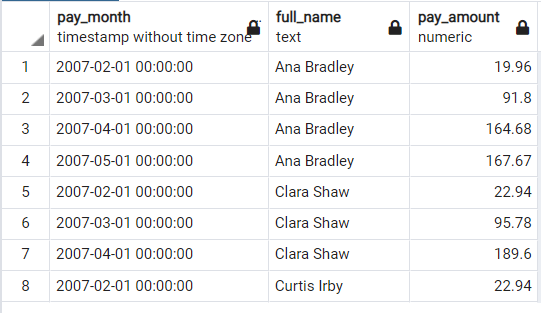 pay_month full_name pay_amount
timestamp without time zone text numeric
1 2007-02-01 00:00:00 Ana Bradley 19.96
2 2007-03-01 00:00:00 Ana Bradley 91.8
3 2007-04-01 00:00:00 Ana Bradley 164.68
4 2007-05-01 00:00:00 Ana Bradley 167.67
5 2007-02-01 00:00:00 Clara Shaw 22.94
6 2007-03-01 00:00:00 Clara Shaw 95.78
7 2007-04-01 00:00:00 Clara Shaw 189.6
8 2007-02-01 00:00:00 Curtis Irby 22.94